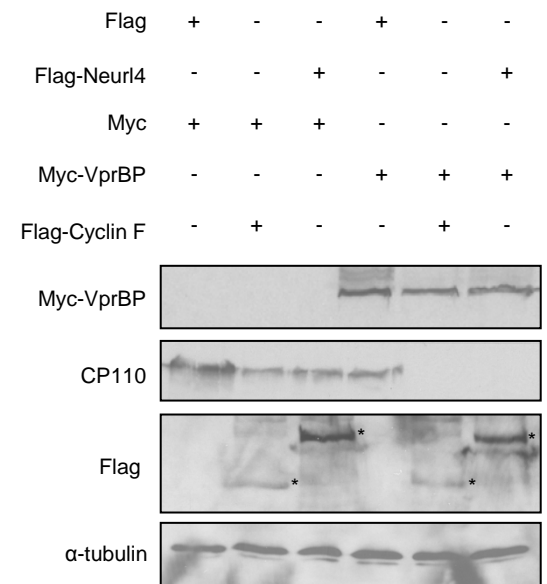 Flag + - - + - -
Flag-Neurl4 - - + - - +
Myc + + + - - -
Myc-VprBP - - - + + +
Flag-Cyclin F - + - - + -
Myc-VprBP
CP110
Flag * * * *
α-tubulin